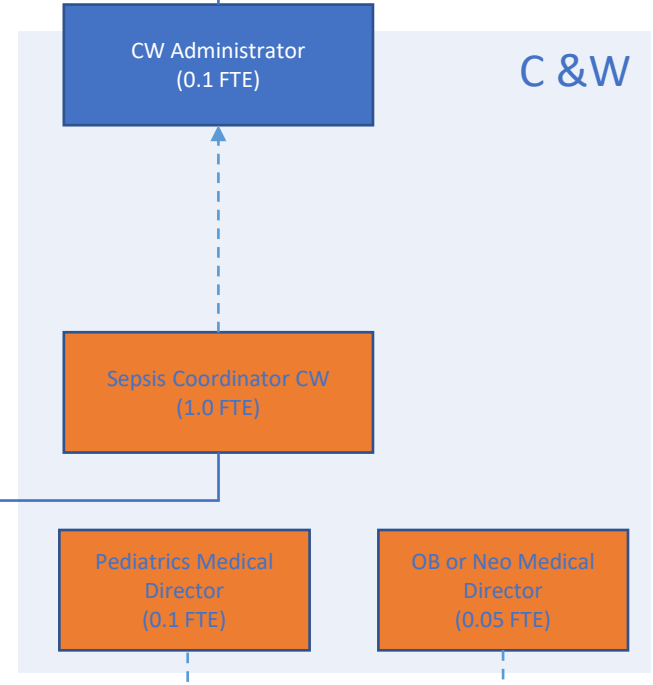 CW Administrator
(0.1 FTE)
C &W
Sepsis Coordinator CW
(1.0 FTE)
Pediatrics Medical
Director
(0.1 FTE)
OB or Neo Medical
Director
(0.05 FTE)